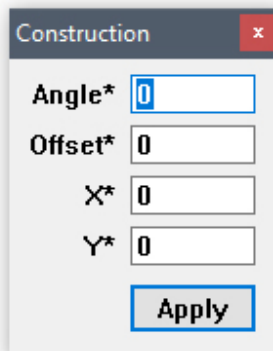 Construction x
Angle* 0
Offset* 0
X* 0
Y* 0
Apply